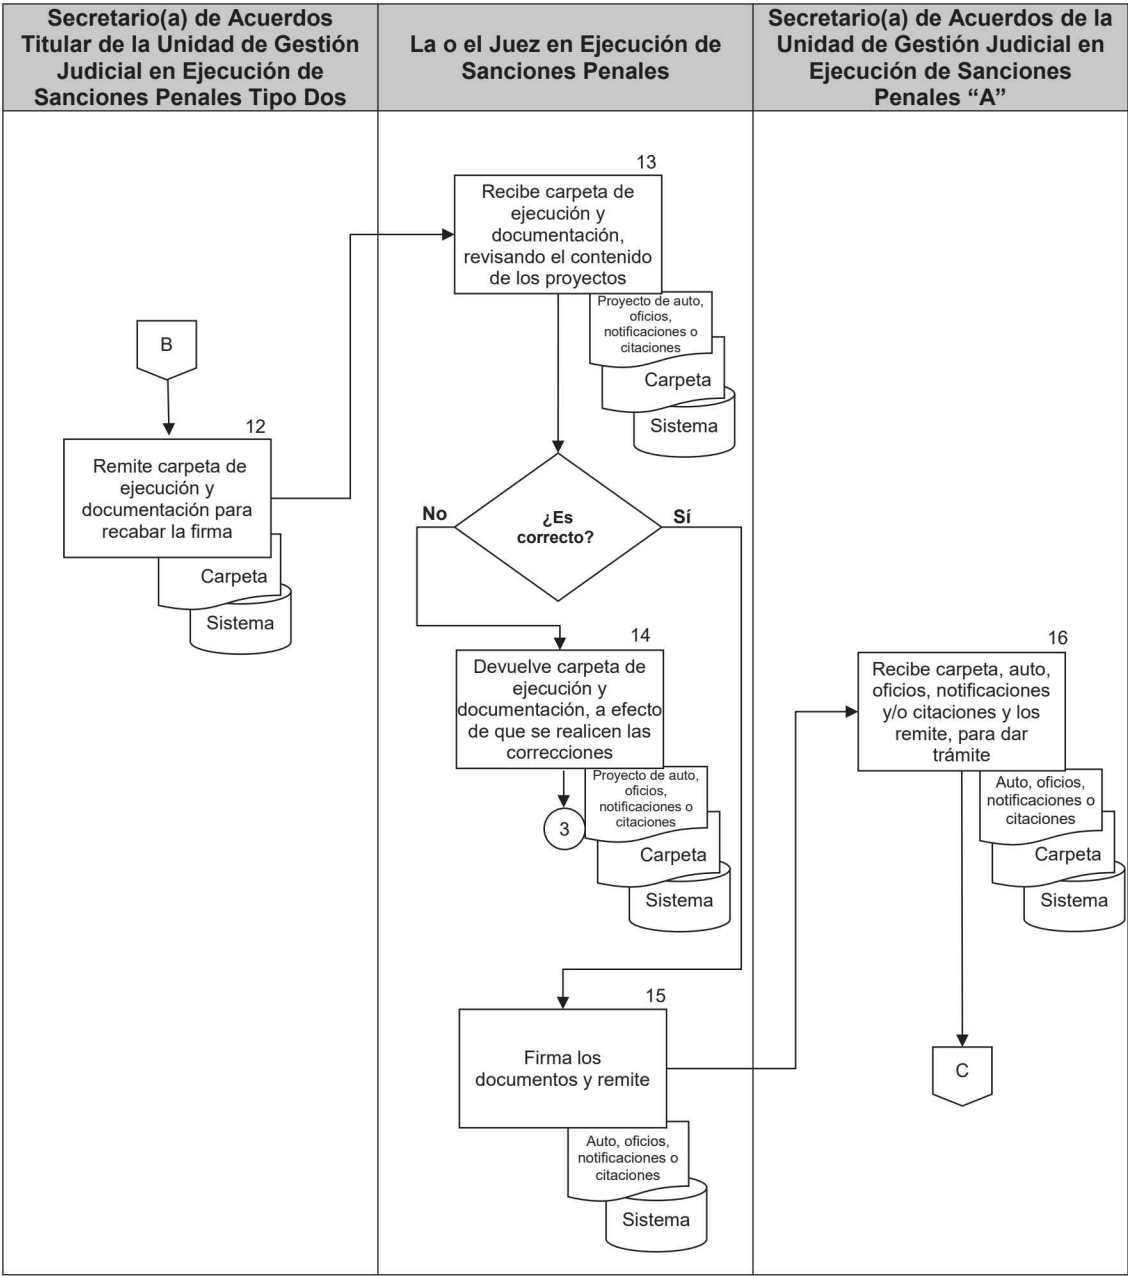 Secretario(a) de Acuerdos
Titular de la Unidad de Gestión
Judicial en Ejecución de
Sanciones Penales Tipo Dos
La o el Juez en Ejecución de
Sanciones Penales
Secretario(a) de Acuerdos de la
Unidad de Gestión Judicial en
Ejecución de Sanciones
Penales “A”
B
12
Remite carpeta de
ejecución y
documentación para
recabar la firma
Carpeta
Sistema
13
Recibe carpeta de
ejecución y
documentación,
revisando el contenido
de los proyectos
Proyecto de auto,
oficios,
notificaciones o
citaciones
Carpeta
Sistema
¿Es
correcto?
No
Sí
14
Devuelve carpeta de
ejecución y
documentación, a efecto
de que se realicen las
correcciones
Proyecto de auto,
oficios,
notificaciones o
citaciones
Carpeta
Sistema
3
15
Firma los
documentos y remite
Auto, oficios,
notificaciones o
citaciones
Sistema
16
Recibe carpeta, auto,
oficios, notificaciones
y/o citaciones y los
remite, para dar
trámite
Auto, oficios,
notificaciones o
citaciones
Carpeta
Sistema
C